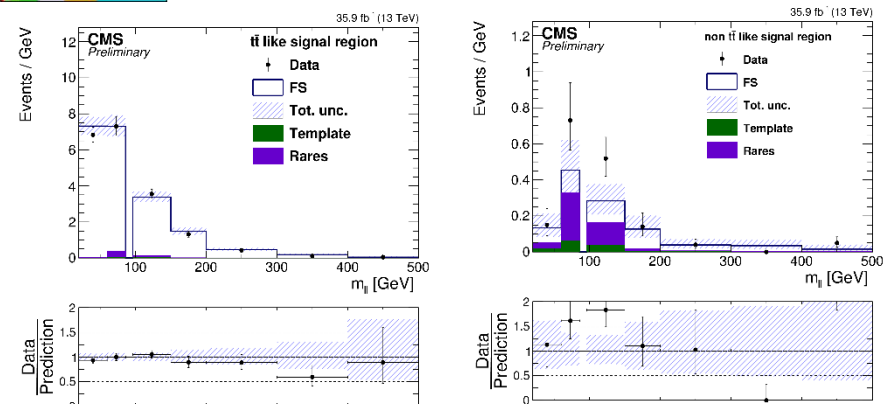 35.9 fb⁻ (13 TeV)
CMS
Preliminary
tt̄ like signal region
Data
FS
Tot. unc.
Template
Rares
Events / GeV
12
10
8
6
4
2
0
100
200
300
400
500
m_ll [GeV]
Data
Prediction
2
1.5
1
0.5
0
35.9 fb⁻ (13 TeV)
CMS
Preliminary
non tt̄ like signal region
Data
FS
Tot. unc.
Template
Rares
Events / GeV
1.2
1
0.8
0.6
0.4
0.2
0
100
200
300
400
500
m_ll [GeV]
Data
Prediction
2
1.5
1
0.5
0